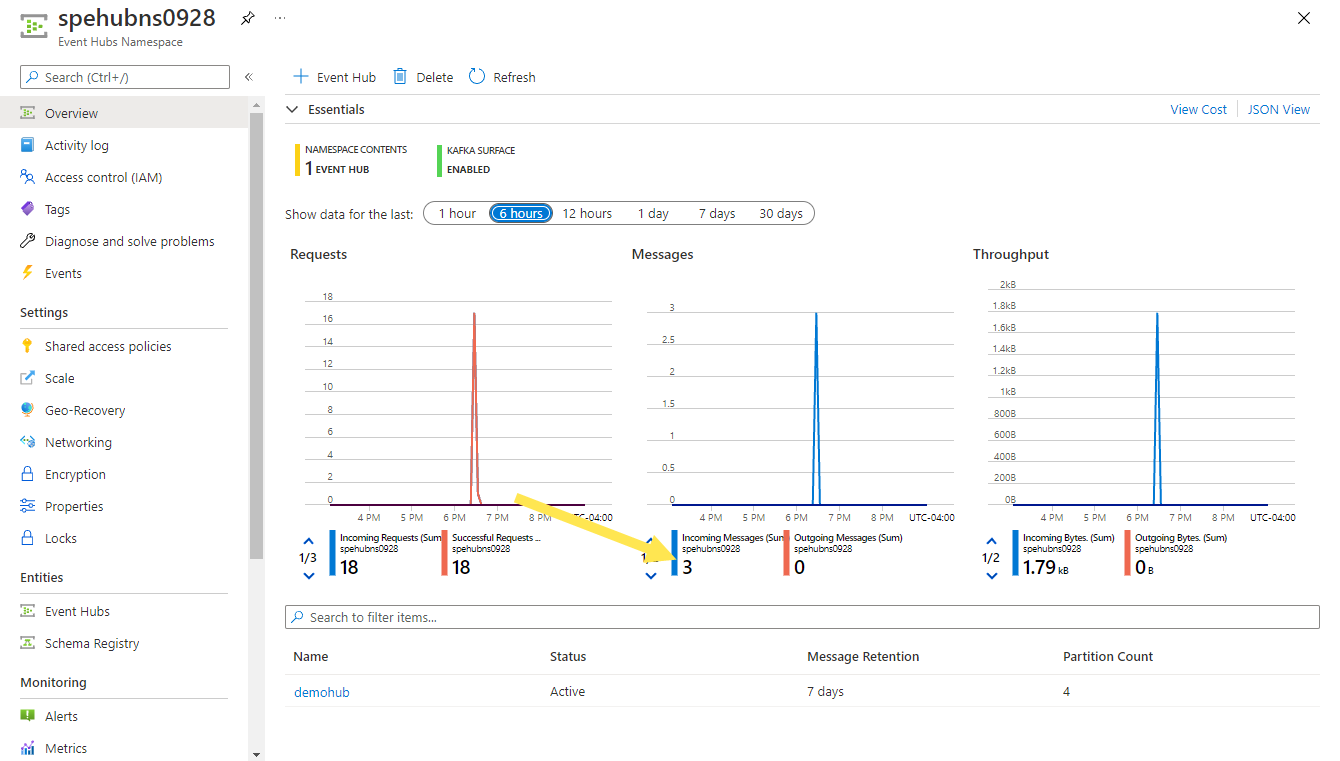 spehubns0928
Event Hubs Namespace
Search (Ctrl+/)
Overview
Activity log
Access control (IAM)
Tags
Diagnose and solve problems
Events
Settings
Shared access policies
Scale
Geo-Recovery
Networking
Encryption
Properties
Locks
Entities
Event Hubs
Schema Registry
Monitoring
Alerts
Metrics
Event Hub Delete Refresh
Essentials
View Cost JSON View
NAMESPACE CONTENTS
1 EVENT HUB
KAFKA SURFACE
ENABLED
Show data for the last: 1 hour 6 hours 12 hours 1 day 7 days 30 days
Requests
18
16
14
12
10
8
6
4
2
0
4 PM 5 PM 6 PM 7 PM 8 PM UTC-04:00
1/3
Incoming Requests (Sum)
spehubns0928
18
Successful Requests ...
spehubns0928
18
Messages
3
2.5
2
1.5
1
0.5
0
4 PM 5 PM 6 PM 7 PM 8 PM UTC-04:00
Incoming Messages (Sum)
spehubns0928
3
Outgoing Messages (Sum)
spehubns0928
0
Throughput
2kB
1.8kB
1.6kB
1.4kB
1.2kB
1kB
800B
600B
400B
200B
0B
4 PM 5 PM 6 PM 7 PM 8 PM UTC-04:00
1/2
Incoming Bytes. (Sum)
spehubns0928
1.79 kB
Outgoing Bytes. (Sum)
spehubns0928
0 B
Search to filter items...
Name Status Message Retention Partition Count
demohub Active 7 days 4